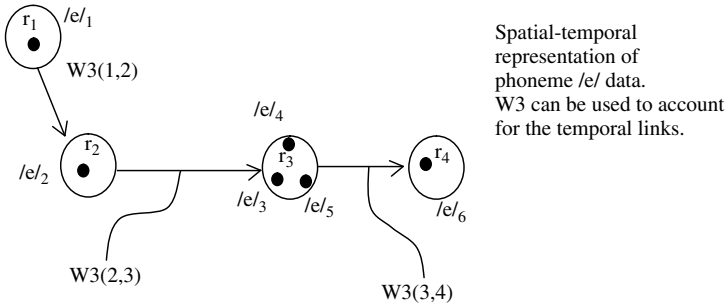 r1
/e/1
W3(1,2)
Spatial-temporal
representation of
phoneme /e/ data.
W3 can be used to account
for the temporal links.
/e/4
r2
r3
r4
/e/2
/e/3
/e/5
/e/6
W3(2,3)
W3(3,4)